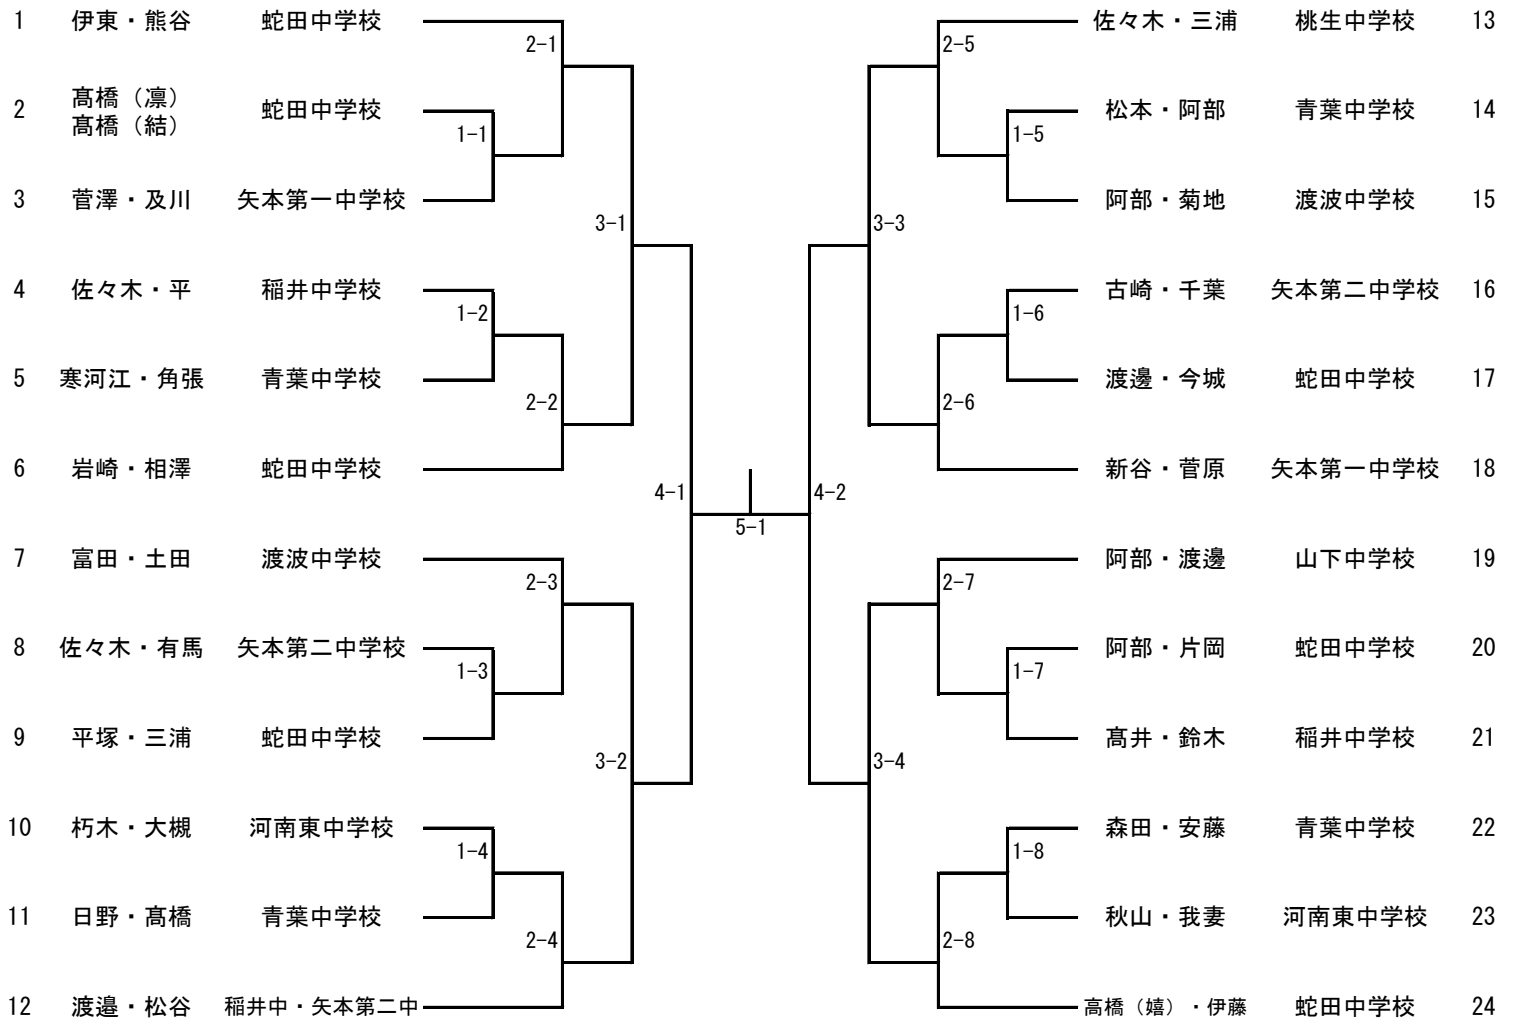 1 伊東・熊谷 蛇田中学校
2 髙橋（凛）
髙橋（結） 蛇田中学校
3 菅澤・及川 矢本第一中学校
4 佐々木・平 稲井中学校
5 寒河江・角張 青葉中学校
6 岩崎・相澤 蛇田中学校
7 富田・土田 渡波中学校
8 佐々木・有馬 矢本第二中学校
9 平塚・三浦 蛇田中学校
10 朽木・大槻 河南東中学校
11 日野・髙橋 青葉中学校
12 渡邉・松谷 稲井中・矢本第二中
2-1
1-1
3-1
1-2
2-2
4-1
2-3
1-3
3-2
1-4
2-4
5-1
2-5
1-5
3-3
1-6
2-6
4-2
2-7
1-7
3-4
1-8
2-8
佐々木・三浦 桃生中学校 13
松本・阿部 青葉中学校 14
阿部・菊地 渡波中学校 15
古崎・千葉 矢本第二中学校 16
渡邊・今城 蛇田中学校 17
新谷・菅原 矢本第一中学校 18
阿部・渡邊 山下中学校 19
阿部・片岡 蛇田中学校 20
髙井・鈴木 稲井中学校 21
森田・安藤 青葉中学校 22
秋山・我妻 河南東中学校 23
高橋（嬉）・伊藤 蛇田中学校 24